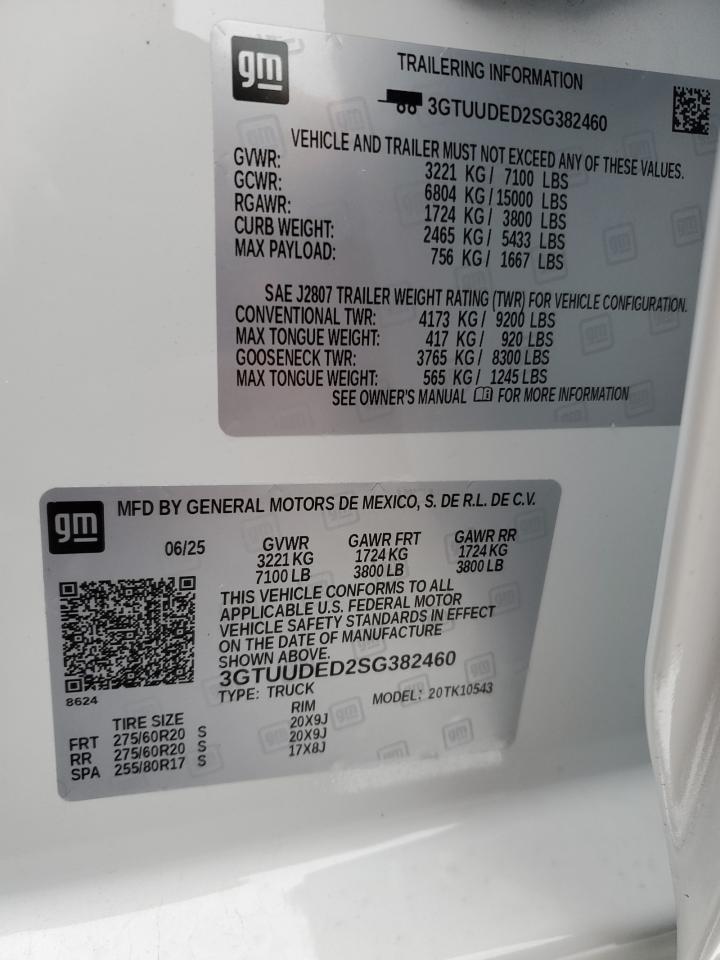 gm
TRAILERING INFORMATION
3GTUUDED2SG382460
VEHICLE AND TRAILER MUST NOT EXCEED ANY OF THESE VALUES.
GVWR: 3221 KG / 7100 LBS
GCWR: 6804 KG / 15000 LBS
RGAWR: 1724 KG / 3800 LBS
CURB WEIGHT: 2465 KG / 5433 LBS
MAX PAYLOAD: 756 KG / 1667 LBS
SAE J2807 TRAILER WEIGHT RATING (TWR) FOR VEHICLE CONFIGURATION.
CONVENTIONAL TWR: 4173 KG / 9200 LBS
MAX TONGUE WEIGHT: 417 KG / 920 LBS
GOOSENECK TWR: 3765 KG / 8300 LBS
MAX TONGUE WEIGHT: 565 KG / 1245 LBS
SEE OWNER'S MANUAL FOR MORE INFORMATION
gm
MFD BY GENERAL MOTORS DE MEXICO, S. DE R.L. DE C.V.
06/25 GVWR GAWR FRT GAWR RR
3221 KG 1724 KG 1724 KG
7100 LB 3800 LB 3800 LB
THIS VEHICLE CONFORMS TO ALL
APPLICABLE U.S. FEDERAL MOTOR
VEHICLE SAFETY STANDARDS IN EFFECT
ON THE DATE OF MANUFACTURE
SHOWN ABOVE.
3GTUUDED2SG382460
8624
TYPE: TRUCK MODEL: 20TK10543
TIRE SIZE RIM
FRT 275/60R20 S 20X9J
RR 275/60R20 S 20X9J
SPA 255/80R17 S 17X8J